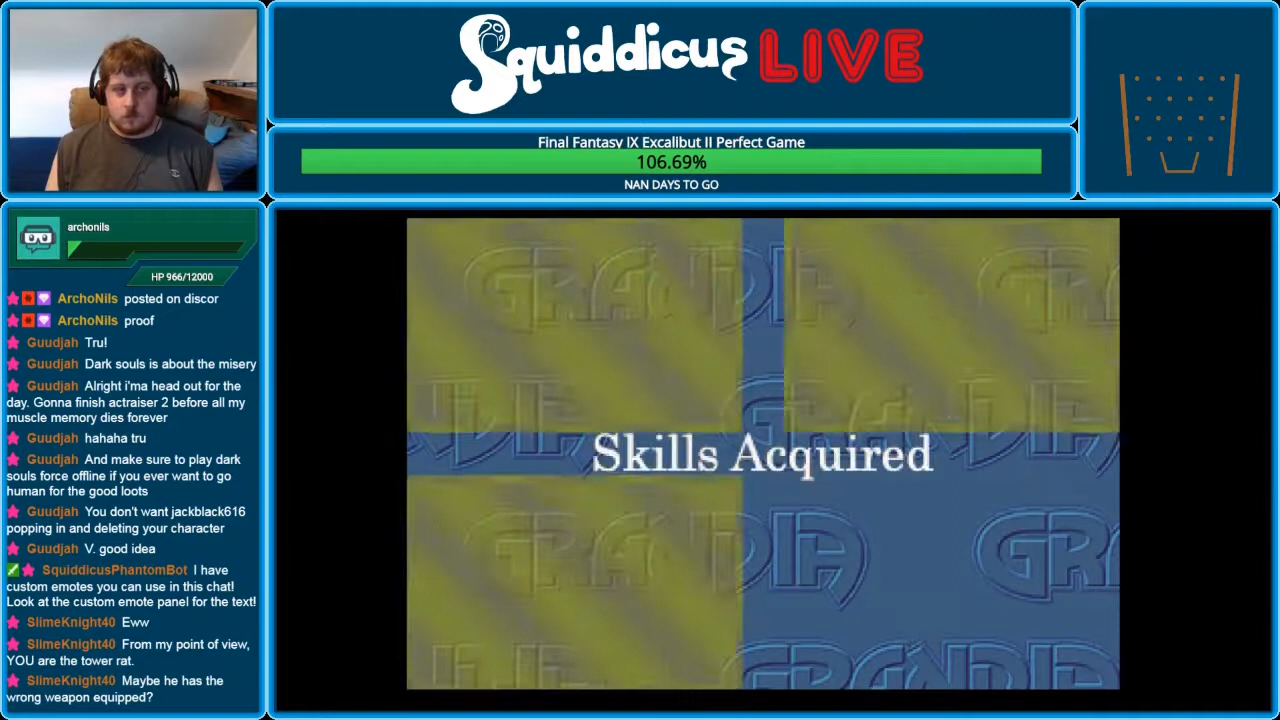 Squiddicus LIVE
Final Fantasy IX Excalibut II Perfect Game
106.69%
NAN DAYS TO GO
archonils
HP 966/12000
ArchoNils posted on discor
ArchoNils proof
Guudjah Tru!
Guudjah Dark souls is about the misery
Guudjah Alright i'ma head out for the
day. Gonna finish actraiser 2 before all my
muscle memory dies forever
Guudjah hahaha tru
Guudjah And make sure to play dark
souls force offline if you ever want to go
human for the good loots
Guudjah You don't want jackblack616
popping in and deleting your character
Guudjah V. good idea
SquiddicusPhantomBot I have
custom emotes you can use in this chat!
Look at the custom emote panel for the text!
SlimeKnight40 Eww
SlimeKnight40 From my point of view,
YOU are the tower rat.
SlimeKnight40 Maybe he has the
wrong weapon equipped?
GRANDIA
Skills Acquired
GRANDIA
GRANDIA